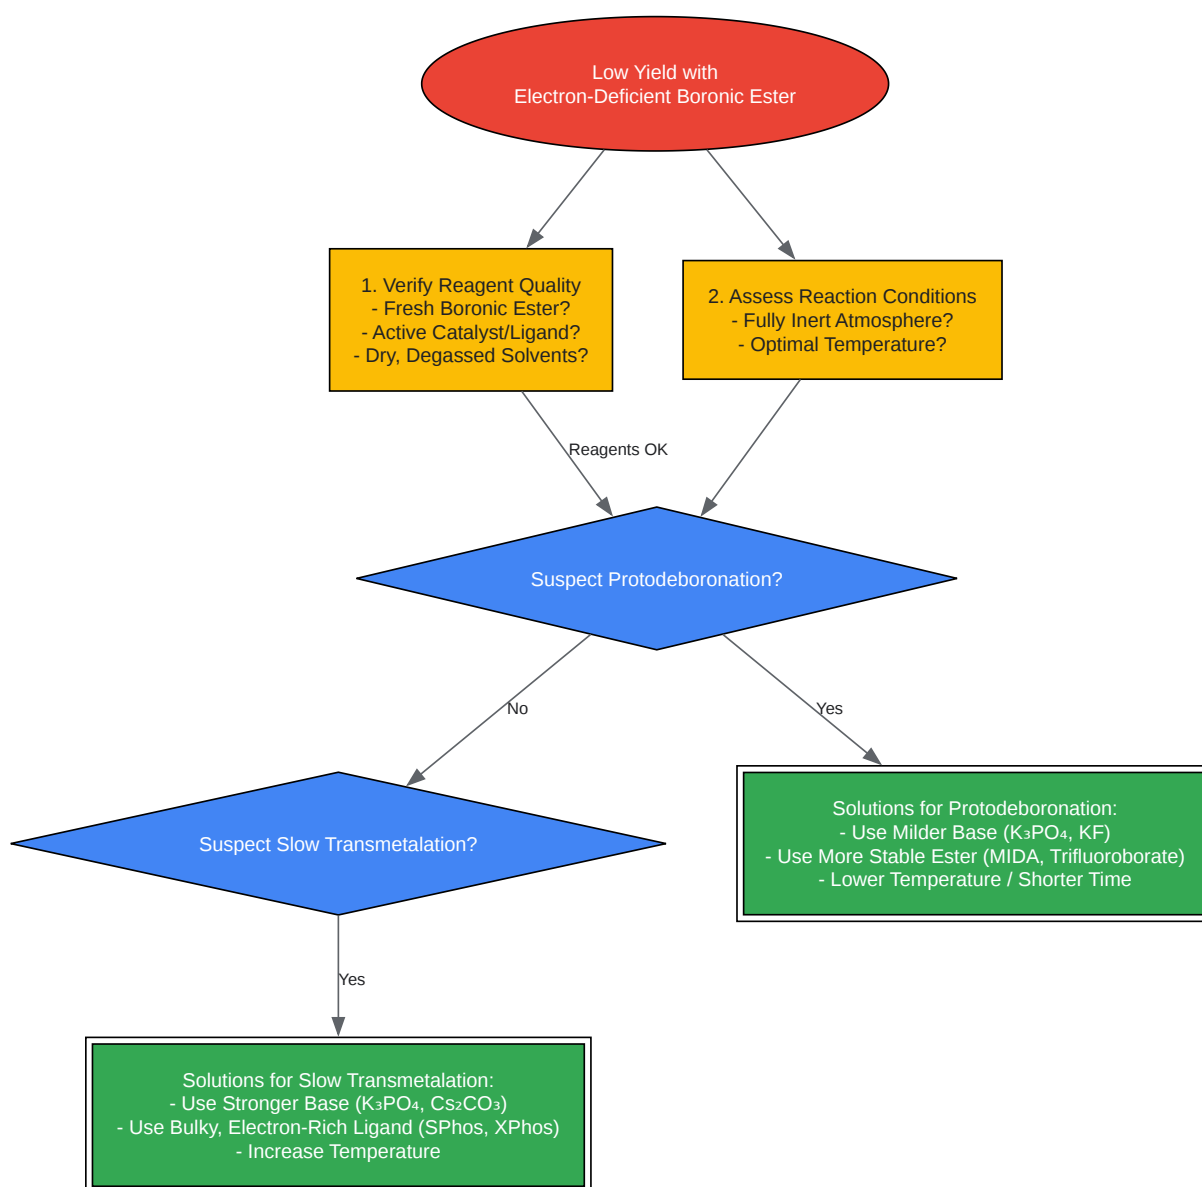 Low Yield with
Electron-Deficient Boronic Ester
1. Verify Reagent Quality
- Fresh Boronic Ester?
- Active Catalyst/Ligand?
- Dry, Degassed Solvents?
2. Assess Reaction Conditions
- Fully Inert Atmosphere?
- Optimal Temperature?
Reagents OK
Suspect Protodeboronation?
No
Yes
Suspect Slow Transmetalation?
Solutions for Protodeboronation:
- Use Milder Base (K₃PO₄, KF)
- Use More Stable Ester (MIDA, Trifluoroborate)
- Lower Temperature / Shorter Time
Yes
Solutions for Slow Transmetalation:
- Use Stronger Base (K₃PO₄, Cs₂CO₃)
- Use Bulky, Electron-Rich Ligand (SPhos, XPhos)
- Increase Temperature